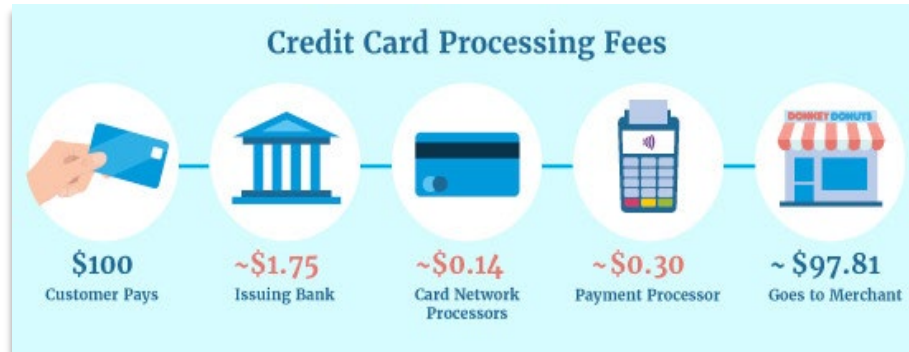 Credit Card Processing Fees
DONKEY DONUTS
$100
Customer Pays
~$1.75
Issuing Bank
~$0.14
Card Network
Processors
~$0.30
Payment Processor
~ $97.81
Goes to Merchant